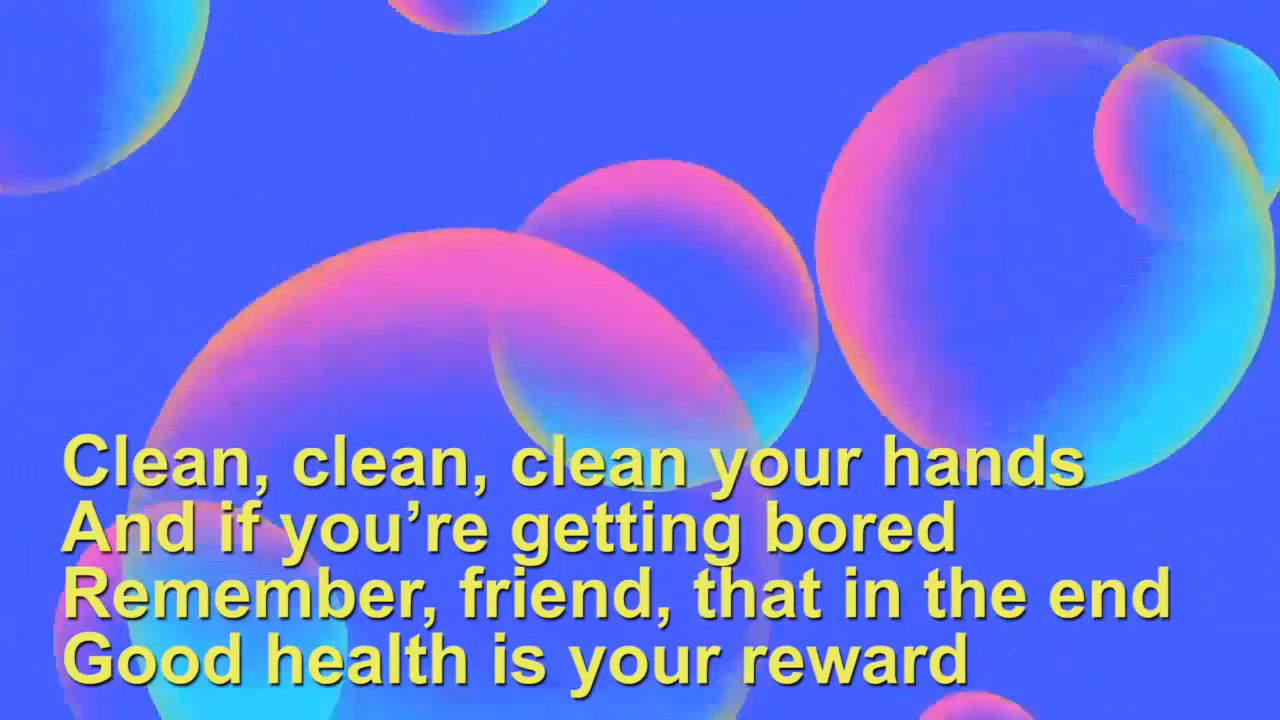 Clean, clean, clean your hands
And if you’re getting bored
Remember, friend, that in the end
Good health is your reward